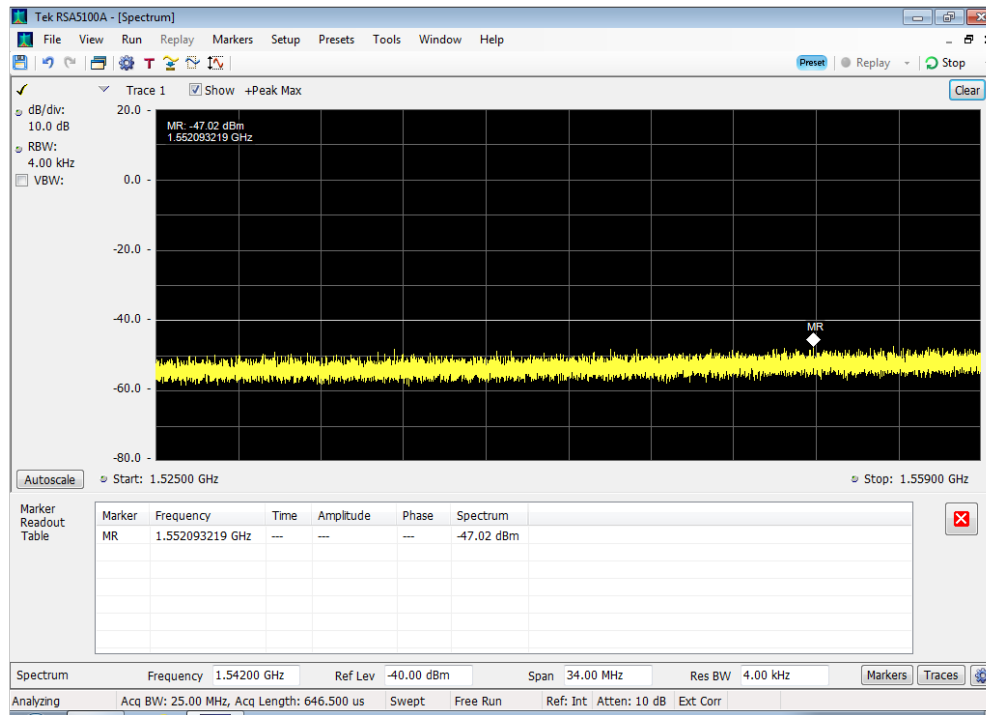 Tek RSA5100A - [Spectrum]
File View Run Replay Markers Setup Presets Tools Window Help
T Preset Replay Stop
Trace 1 Show +Peak Max Clear
dB/div:
10.0 dB
RBW:
4.00 kHz
VBW:
20.0
0.0
-20.0
-40.0
-60.0
-80.0
MR: -47.02 dBm
1.552093219 GHz
MR
Autoscale Start: 1.52500 GHz Stop: 1.55900 GHz
Marker Readout Table
Marker Frequency Time Amplitude Phase Spectrum
MR 1.552093219 GHz --- --- --- -47.02 dBm
Spectrum Frequency 1.54200 GHz Ref Lev -40.00 dBm Span 34.00 MHz Res BW 4.00 kHz Markers Traces
Analyzing Acq BW: 25.00 MHz, Acq Length: 646.500 us Swept Free Run Ref: Int Atten: 10 dB Ext Corr